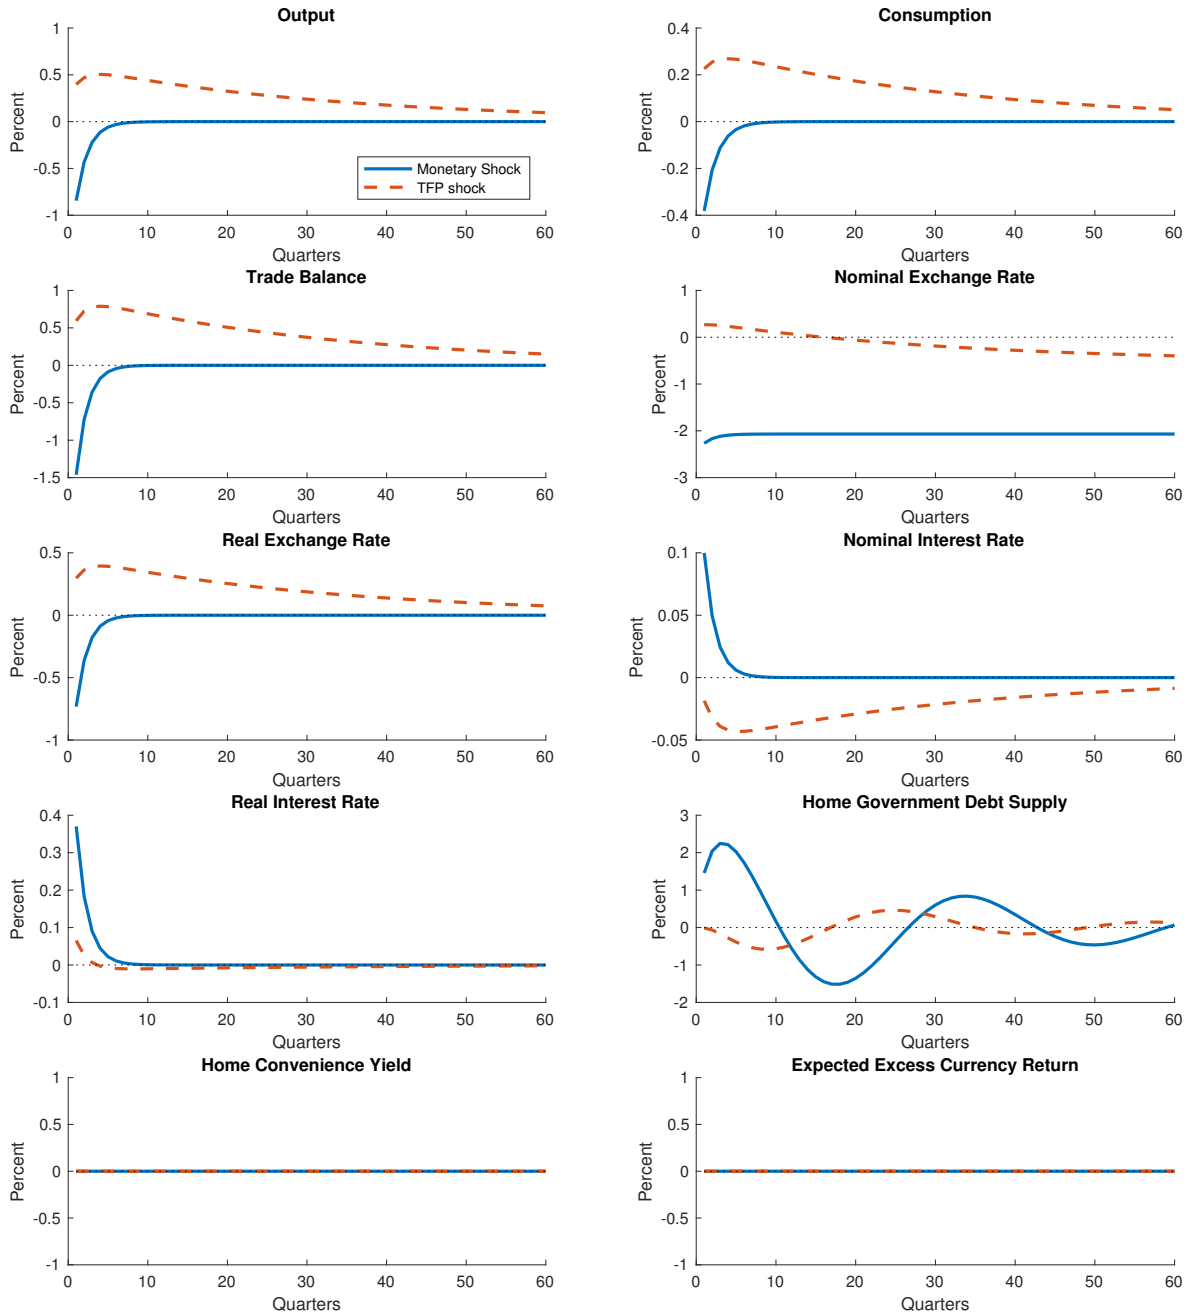 Output
Percent
1
0.5
0
-0.5
-1
Monetary Shock
TFP shock
0 10 20 30 40 50 60
Quarters
Consumption
Percent
0.4
0.2
0
-0.2
-0.4
0 10 20 30 40 50 60
Quarters
Trade Balance
Percent
1
0.5
0
-0.5
-1
-1.5
0 10 20 30 40 50 60
Quarters
Nominal Exchange Rate
Percent
1
0
-1
-2
-3
0 10 20 30 40 50 60
Quarters
Real Exchange Rate
Percent
0.5
0
-0.5
-1
0 10 20 30 40 50 60
Quarters
Nominal Interest Rate
Percent
0.1
0.05
0
-0.05
0 10 20 30 40 50 60
Quarters
Real Interest Rate
Percent
0.4
0.3
0.2
0.1
0
-0.1
0 10 20 30 40 50 60
Quarters
Home Government Debt Supply
Percent
3
2
1
0
-1
-2
0 10 20 30 40 50 60
Quarters
Home Convenience Yield
Percent
1
0.5
0
-0.5
-1
0 10 20 30 40 50 60
Quarters
Expected Excess Currency Return
Percent
1
0.5
0
-0.5
-1
0 10 20 30 40 50 60
Quarters